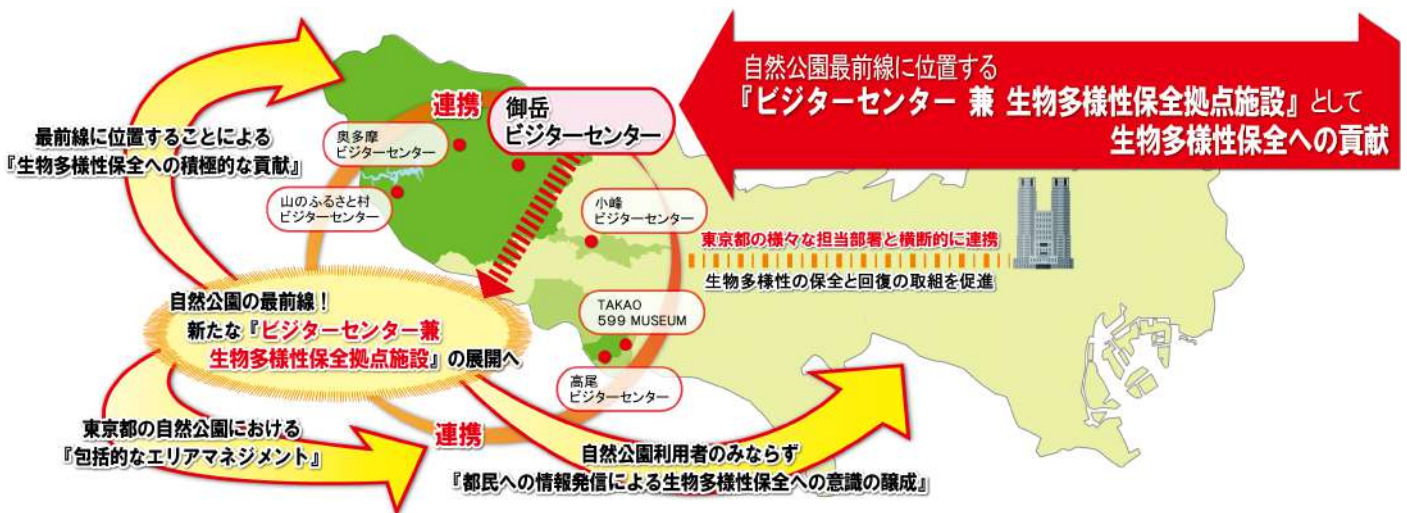 自然公園最前線に位置する
『ビジターセンター 兼 生物多様性保全拠点施設』として
生物多様性保全への貢献
連携
御岳
ビジターセンター
奥多摩
ビジターセンター
最前線に位置することによる
『生物多様性保全への積極的な貢献』
山のふるさと村
ビジターセンター
小峰
ビジターセンター
東京都の様々な担当部署と横断的に連携
生物多様性の保全と回復の取組を促進
自然公園の最前線！
新たな『ビジターセンター兼
生物多様性保全拠点施設』の展開へ
TAKAO
599 MUSEUM
高尾
ビジターセンター
東京都の自然公園における
『包括的なエリアマネジメント』
連携
自然公園利用者のみならず
『都民への情報発信による生物多様性保全への意識の醸成』